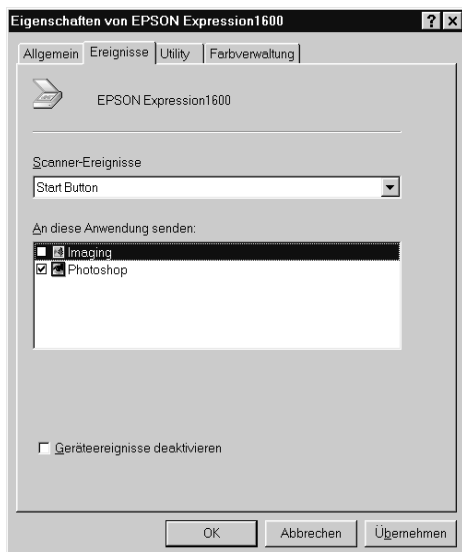 Eigenschaften von EPSON Expression1600
Allgemein Ereignisse Utility Farbverwaltung
EPSON Expression1600
Scanner-Ereignisse
Start Button
An diese Anwendung senden:
Imaging
Photoshop
Geräteereignisse deaktivieren
OK Abbrechen Übernehmen